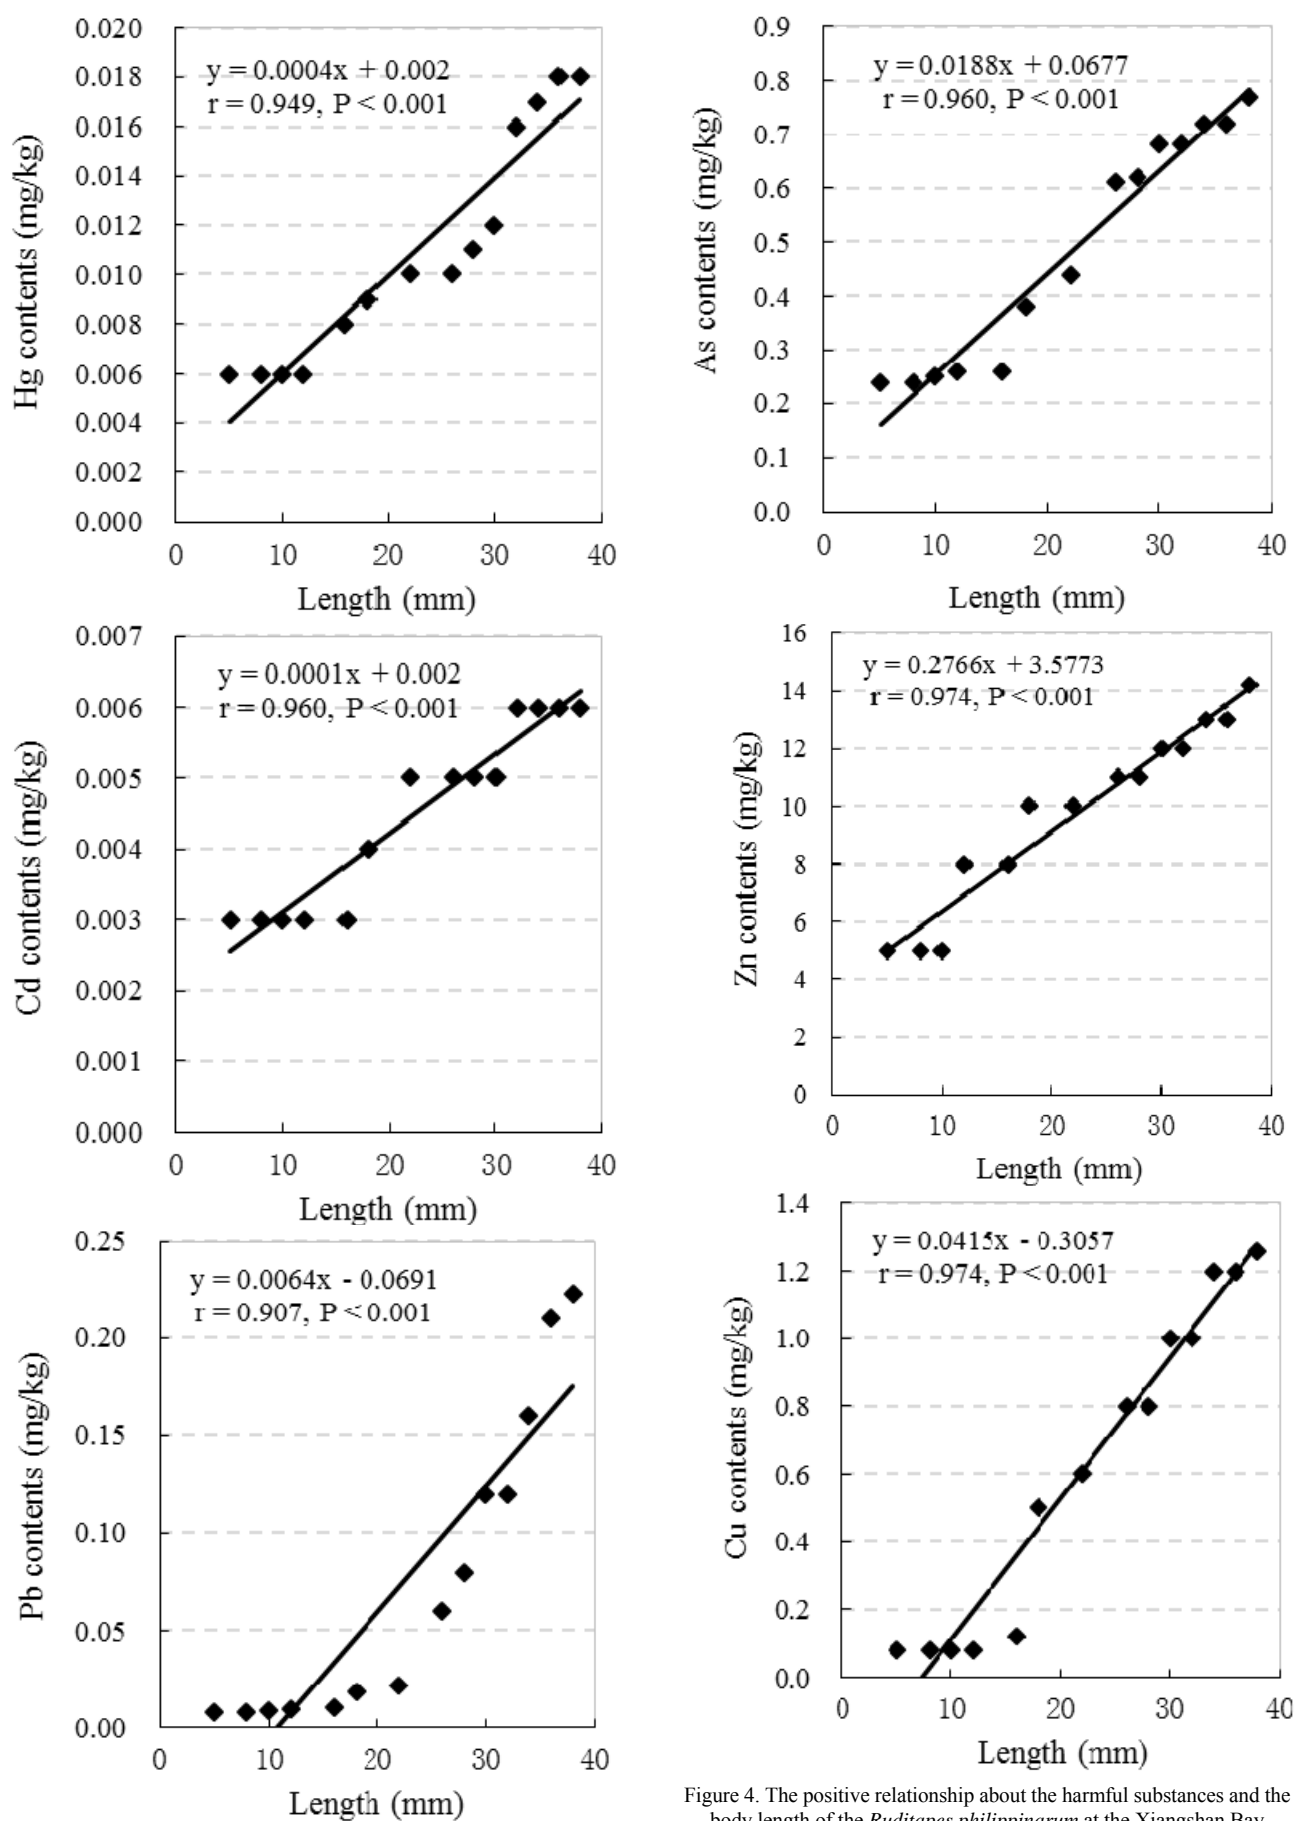 0.020
0.018
0.016
0.014
0.012
0.010
0.008
0.006
0.004
0.002
0.000
Hg contents (mg/kg)
y = 0.0004x + 0.002
r = 0.949, P < 0.001
0 10 20 30 40
Length (mm)
0.9
0.8
0.7
0.6
0.5
0.4
0.3
0.2
0.1
0.0
As contents (mg/kg)
y = 0.0188x + 0.0677
r = 0.960, P < 0.001
0 10 20 30 40
Length (mm)
0.007
0.006
0.005
0.004
0.003
0.002
0.001
0.000
Cd contents (mg/kg)
y = 0.0001x + 0.002
r = 0.960, P < 0.001
0 10 20 30 40
Length (mm)
16
14
12
10
8
6
4
2
0
Zn contents (mg/kg)
y = 0.2766x + 3.5773
r = 0.974, P < 0.001
0 10 20 30 40
Length (mm)
0.25
0.20
0.15
0.10
0.05
0.00
Pb contents (mg/kg)
y = 0.0064x - 0.0691
r = 0.907, P < 0.001
0 10 20 30 40
Length (mm)
1.4
1.2
1.0
0.8
0.6
0.4
0.2
0.0
Cu contents (mg/kg)
y = 0.0415x - 0.3057
r = 0.974, P < 0.001
0 10 20 30 40
Length (mm)
Figure 4. The positive relationship about the harmful substances and the
body length of the Ruditapes philippinarum at the Xiangshan Bay